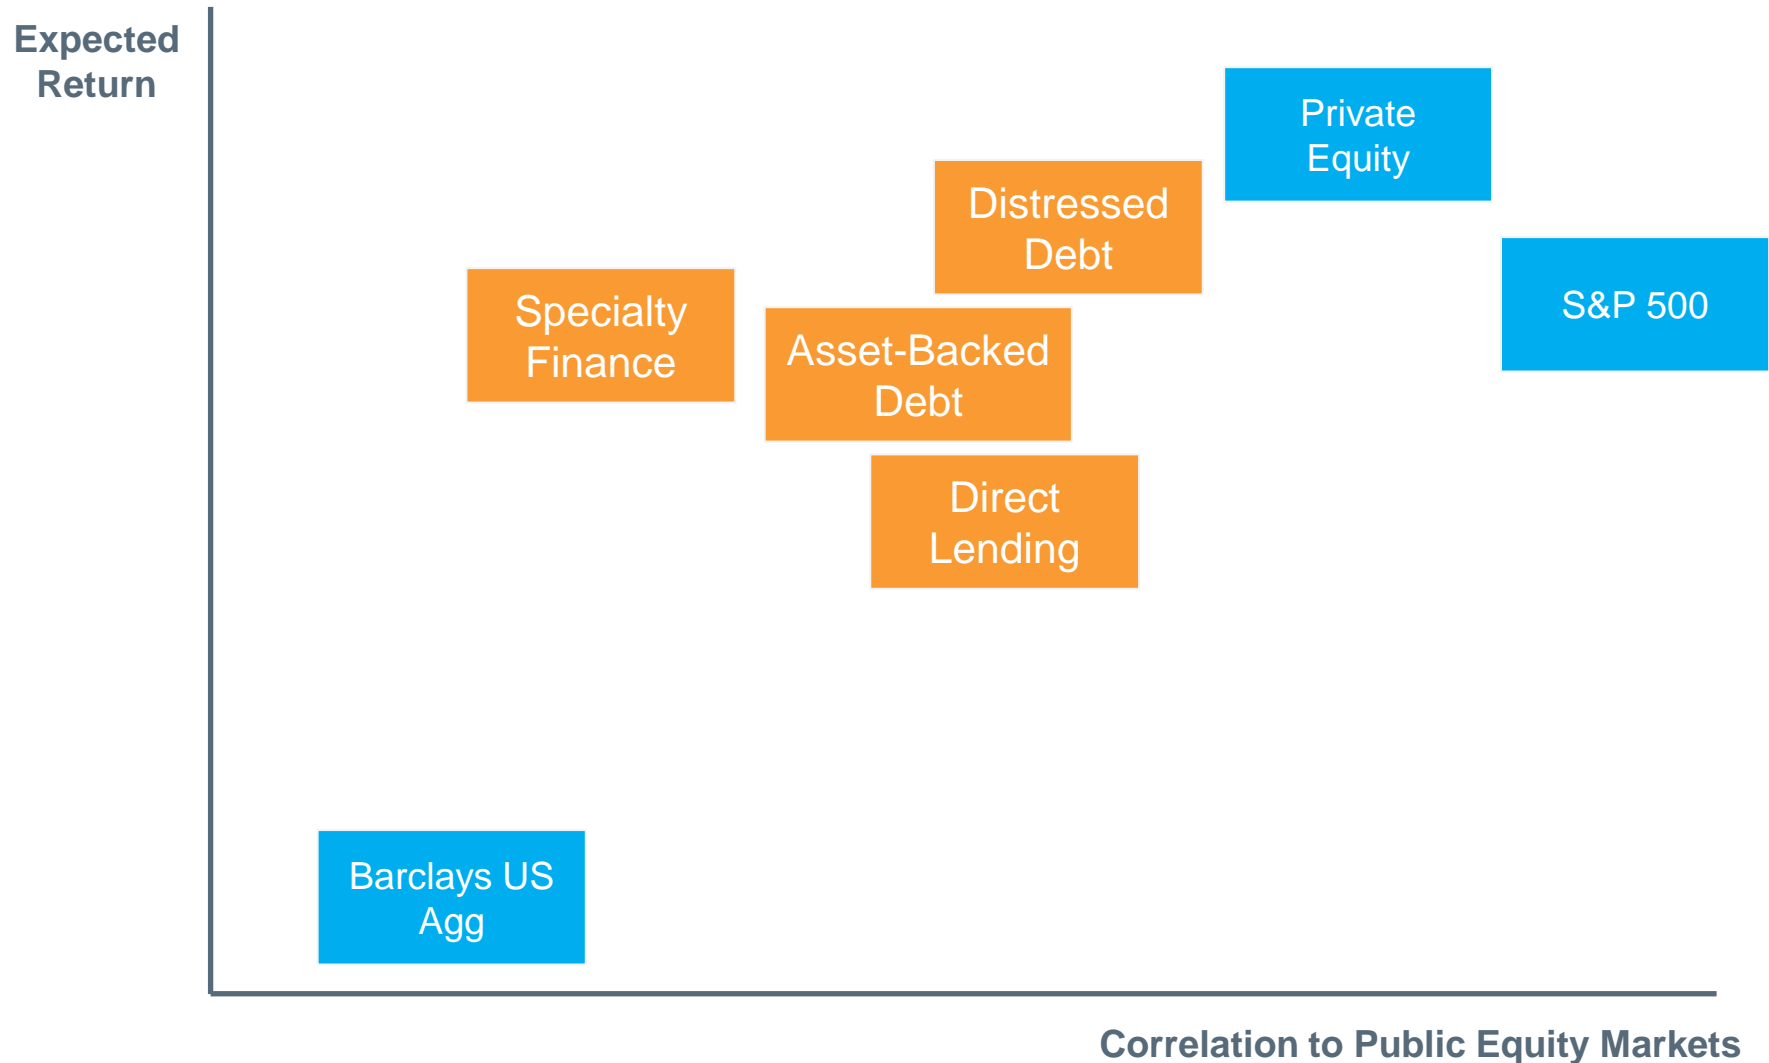 Expected
Return
Private
Equity
Distressed
Debt
S&P 500
Specialty
Finance
Asset-Backed
Debt
Direct
Lending
Barclays US
Agg
Correlation to Public Equity Markets